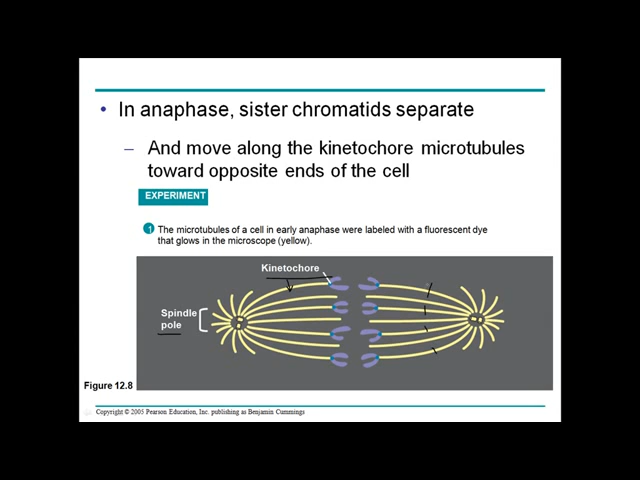 • In anaphase, sister chromatids separate
– And move along the kinetochore microtubules
toward opposite ends of the cell
EXPERIMENT
1 The microtubules of a cell in early anaphase were labeled with a fluorescent dye
that glows in the microscope (yellow).
Kinetochore
Spindle
pole
Figure 12.8
Copyright © 2005 Pearson Education, Inc. publishing as Benjamin Cummings